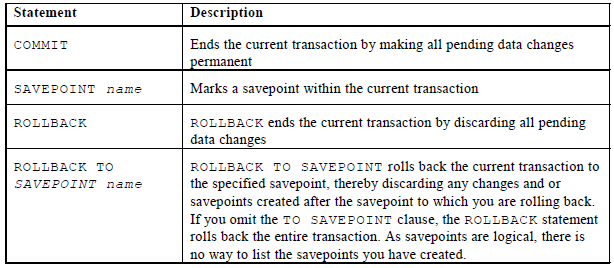 Statement Description
COMMIT Ends the current transaction by making all pending data changes
permanent
SAVEPOINT name Marks a savepoint within the current transaction
ROLLBACK ROLLBACK ends the current transaction by discarding all pending
data changes
ROLLBACK TO ROLLBACK TO SAVEPOINT rolls back the current transaction to
SAVEPOINT name the specified savepoint, thereby discarding any changes and or
savepoints created after the savepoint to which you are rolling back.
If you omit the TO SAVEPOINT clause, the ROLLBACK statement
rolls back the entire transaction. As savepoints are logical, there is
no way to list the savepoints you have created.